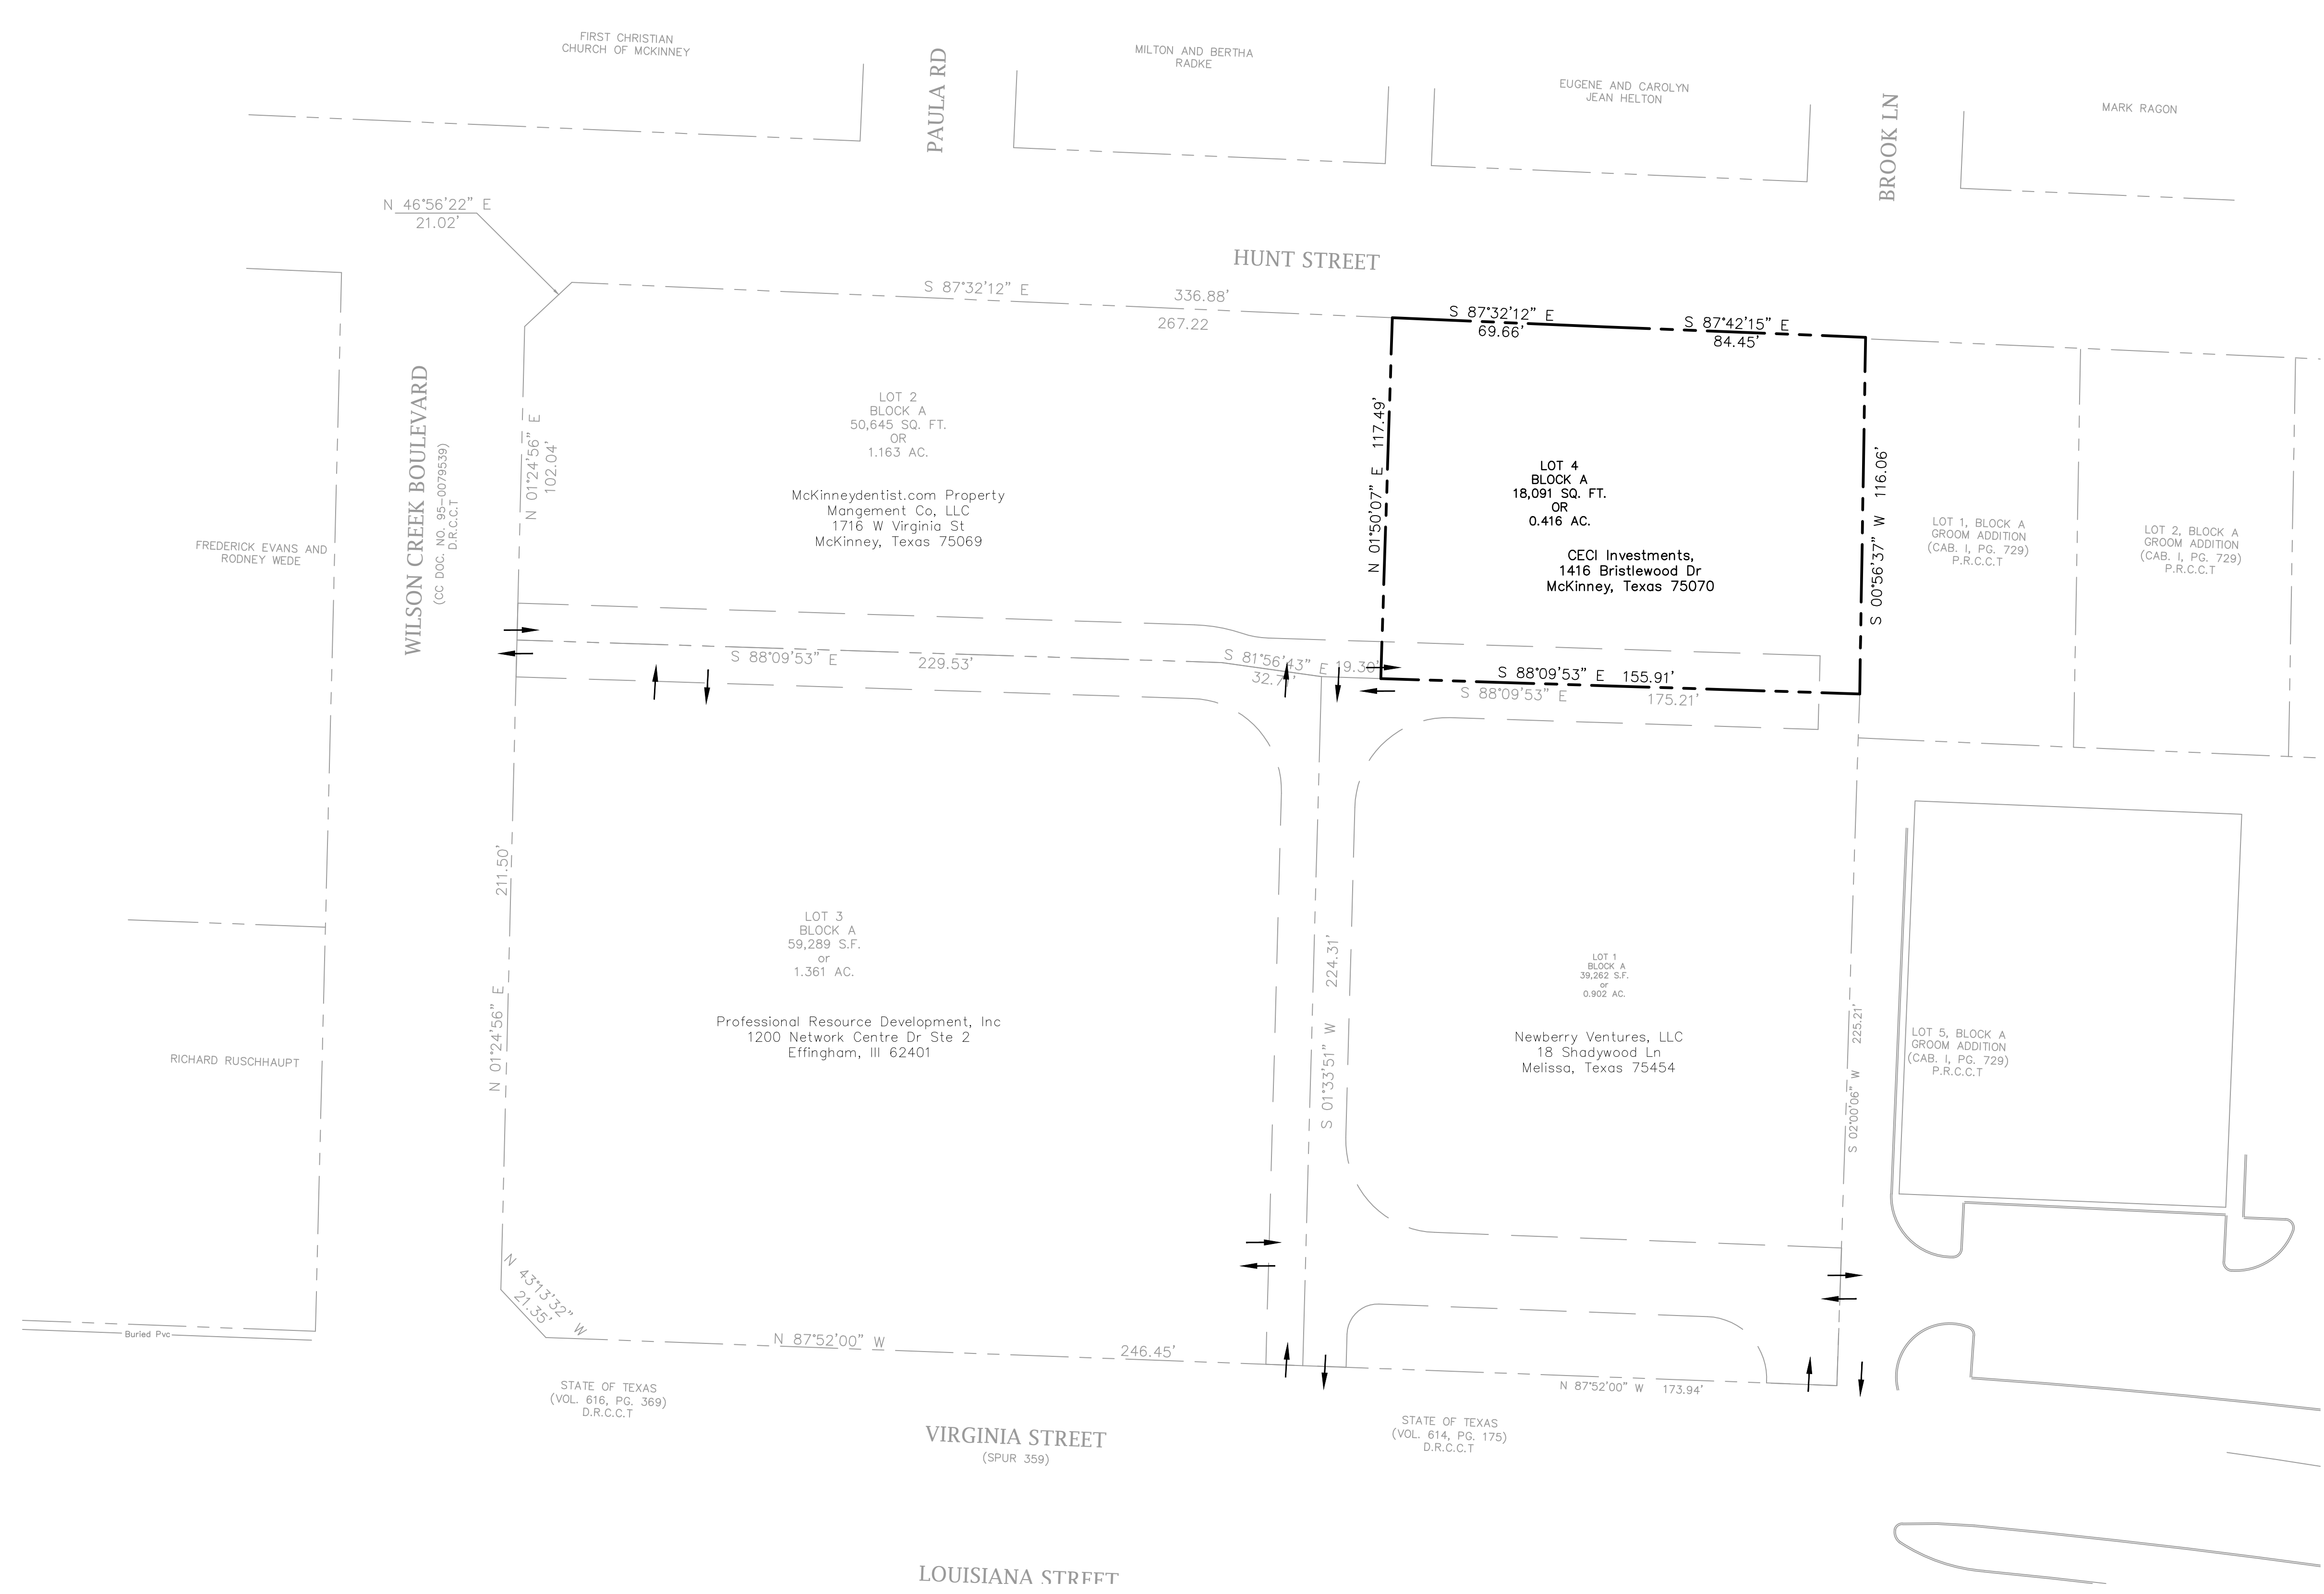 FIRST CHRISTIAN
CHURCH OF MCKINNEY
PAULA RD
MILTON AND BERTHA
RADKE
EUGENE AND CAROLYN
JEAN HELTON
BROOK LN
MARK RAGON
N 46°56'22" E
21.02'
HUNT STREET
S 87°32'12" E
336.88'
267.22
S 87°32'12" E
69.66'
S 87°42'15" E
84.45'
WILSON CREEK BOULEVARD
(CC DOC. NO. 95-0079539)
D.R.C.C.T
N 01°24'56" E
102.04'
LOT 2
BLOCK A
50,645 SQ. FT.
OR
1.163 AC.
McKinneydentist.com Property
Mangement Co, LLC
1716 W Virginia St
McKinney, Texas 75069
N 01°50'07" E 117.49'
LOT 4
BLOCK A
18,091 SQ. FT.
OR
0.416 AC.
CECI Investments,
1416 Bristlewood Dr
McKinney, Texas 75070
S 00°56'37" W 116.06'
LOT 1, BLOCK A
GROOM ADDITION
(CAB. I, PG. 729)
P.R.C.C.T
LOT 2, BLOCK A
GROOM ADDITION
(CAB. I, PG. 729)
P.R.C.C.T
FREDERICK EVANS AND
RODNEY WEDE
S 88°09'53" E
229.53'
S 81°56'43" E
19.30'
S 88°09'53" E 155.91'
S 88°09'53" E
175.21'
211.50'
N 01°24'56" E
LOT 3
BLOCK A
59,289 S.F.
or
1.361 AC.
Professional Resource Development, Inc
1200 Network Centre Dr Ste 2
Effingham, Ill 62401
S 01°33'51" W 224.31'
LOT 1
BLOCK A
39,262 S.F.
or
0.902 AC.
Newberry Ventures, LLC
18 Shadywood Ln
Melissa, Texas 75454
S 02°00'06" W 225.21'
LOT 5, BLOCK A
GROOM ADDITION
(CAB. I, PG. 729)
P.R.C.C.T
RICHARD RUSCHHAUPT
N 43°13'32" W
21.35'
Buried Pvc
N 87°52'00" W
246.45'
N 87°52'00" W 173.94'
STATE OF TEXAS
(VOL. 616, PG. 369)
D.R.C.C.T
VIRGINIA STREET
(SPUR 359)
STATE OF TEXAS
(VOL. 614, PG. 175)
D.R.C.C.T
LOUISIANA STREET